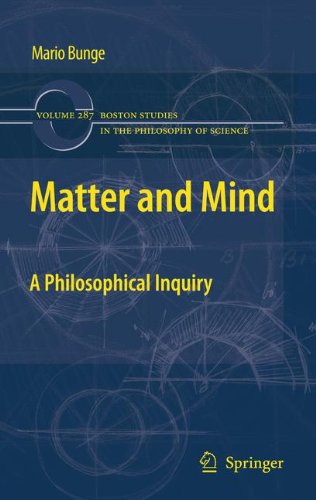 Mario Bunge
VOLUME 287 BOSTON STUDIES
IN THE PHILOSOPHY OF SCIENCE
Matter and Mind
A Philosophical Inquiry
Springer